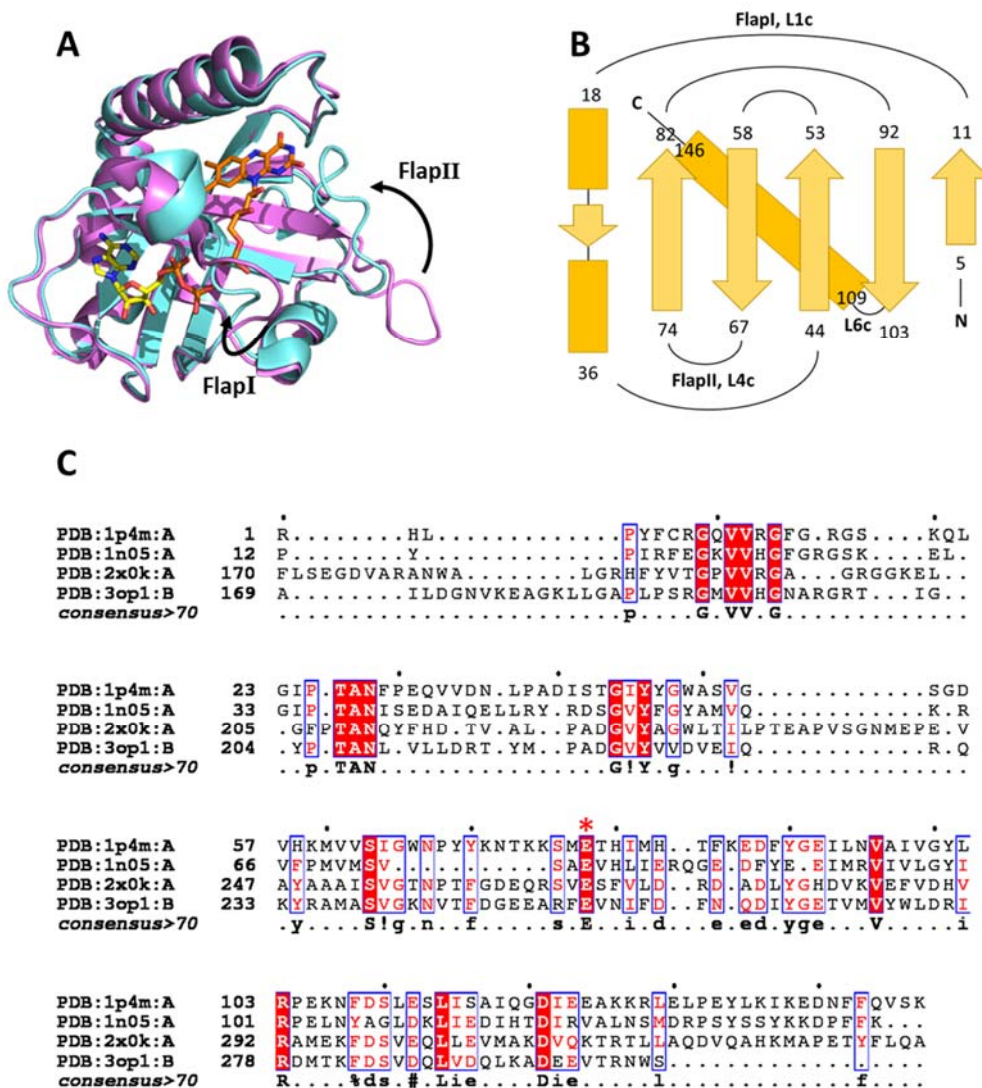 A
FlapII
FlapI
B
FlapI, L1c
18
C
82
146
58
53
92
11
5
N
109
L6c
36
74
67
44
103
FlapII, L4c
C
PDB:1p4m:A 1 R.......HL..............PYFCRGQVVRGFG.RGS...KQL
PDB:1n05:A 12 P.......Y...............PIRFEGKVVHGFGRGSK...EL.
PDB:2x0k:A 170 FLSEGDVARANWA........LGRHFYVTGPVVRGA...GRGGKEL.
PDB:3op1:B 169 A.......ILDGNVKEAGKLLGAPLPSRGMVVHGNARGRT...IG..
consensus>70 ........................p....G.VV.G............
PDB:1p4m:A 23 GIP.TANFPEQVVDN.LPADISTGIYYGWASVG...........SGD
PDB:1n05:A 33 GIP.TANISEDAIQELLRY.RDSGVYFGYAMVQ...........K.R
PDB:2x0k:A 205 .GFPTANQYFHD.TVAL..PADGVYAGWLTILPTEAPVSGNMEPE.V
PDB:3op1:B 204 .YP.TANL.VLLDRT.YM.PADGVYVVDVEIQ...........R.Q
consensus>70 ..p.TAN................G!Y.g...!..............
PDB:1p4m:A 57 VHKMVVSIGWNPYYKNTKKSMETHIMH.TFKEDFYGEILNVAIVGYL
PDB:1n05:A 66 VFPMVMSV...........SAEVHLIERQGE.DFYE.EIMRVIVLGYI
PDB:2x0k:A 247 AYAAAISVGTNPTFGDEQRSVESFVLD..RD.ADLYGHDVKVEFVDHV
PDB:3op1:B 233 KYRAMASVGKNVTFDGEEARFEVNIFD..FN.QDIYGETVMVYWLDRI
consensus>70 .y....S!g.n..f.....s.E..i.d...e.edyge...V.....i
*
PDB:1p4m:A 103 RPEKNFDSLESLISAIQGDIEEAKKRLELPEYLKIKEDNFFQVSK
PDB:1n05:A 101 RPELNYAGLDKLIEDIHTDIRVALNSMDRPSYSSYKKDPFFK...
PDB:2x0k:A 292 RAMEKFDSVEQLLEVMAKDVQKTRTLLAQDVQAHKMAPETYFLQA
PDB:3op1:B 278 RDMTKFDSVDQLVDQLKADEEVTRNWS..................
consensus>70 R....%ds.#.Lie....Die.....l.............f....